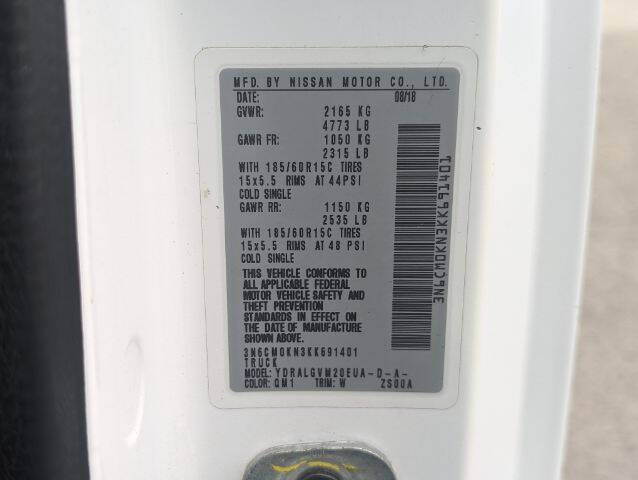 MFD. BY NISSAN MOTOR CO., LTD.
DATE: 08/18
GVWR: 2165 KG
4773 LB
GAWR FR: 1050 KG
2315 LB
WITH 185/60R15C TIRES
15x5.5 RIMS AT 44PSI
COLD SINGLE
GAWR RR: 1150 KG
2535 LB
WITH 185/60R15C TIRES
15x5.5 RIMS AT 48 PSI
COLD SINGLE
THIS VEHICLE CONFORMS TO
ALL APPLICABLE FEDERAL
MOTOR VEHICLE SAFETY AND
THEFT PREVENTION
STANDARDS IN EFFECT ON
THE DATE OF MANUFACTURE
SHOWN ABOVE.
3N6CM0KN3KK691401
TRUCK
MODEL: YDRALGVM20EUA-D-A-
COLOR: QM1 TRIM: W ZS00A
3N6CM0KN3KK691401